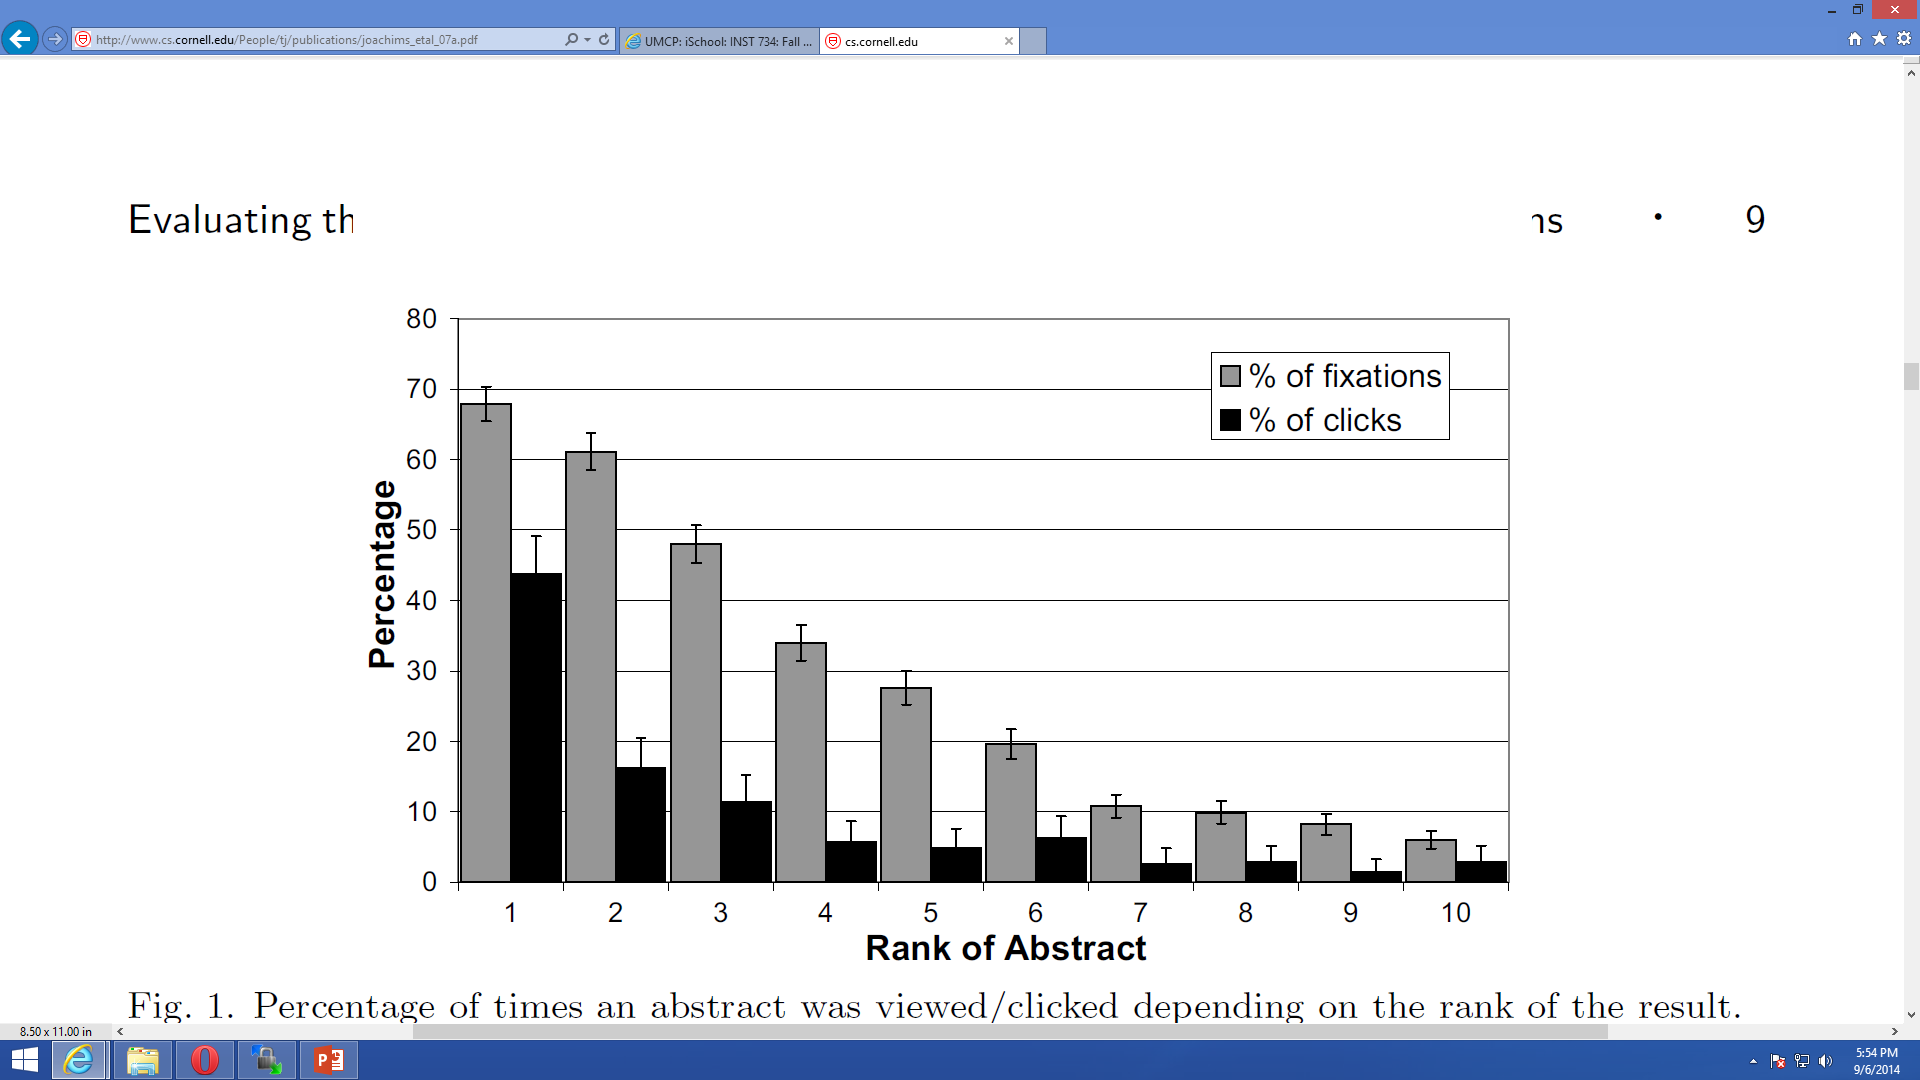 http://www.cs.cornell.edu/People/tj/publications/joachims_etal_07a.pdf
UMCP: iSchool: INST 734: Fall ...
cs.cornell.edu
Evaluating th
ns • 9
80
70
60
50
40
30
20
10
0
Percentage
% of fixations
% of clicks
1 2 3 4 5 6 7 8 9 10
Rank of Abstract
Fig. 1. Percentage of times an abstract was viewed/clicked depending on the rank of the result.
8.50 x 11.00 in
5:54 PM
9/6/2014